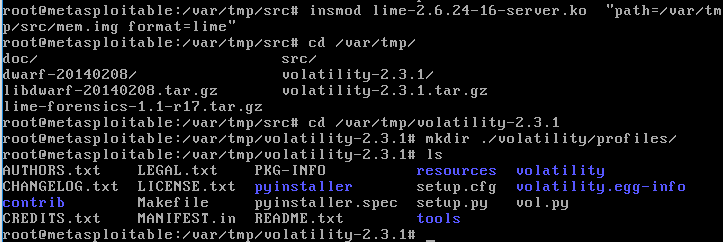 root@metasploitable:/var/tmp/src# insmod lime-2.6.24-16-server.ko  "path=/var/tm
p/src/mem.img format=lime"
root@metasploitable:/var/tmp/src# cd /var/tmp/
doc/                          src/
dwarf-20140208/               volatility-2.3.1/
libdwarf-20140208.tar.gz      volatility-2.3.1.tar.gz
lime-forensics-1.1-r17.tar.gz
root@metasploitable:/var/tmp/src# cd /var/tmp/volatility-2.3.1
root@metasploitable:/var/tmp/volatility-2.3.1# mkdir ./volatility/profiles/
root@metasploitable:/var/tmp/volatility-2.3.1# ls
AUTHORS.txt    LEGAL.txt    PKG-INFO          resources  volatility
CHANGELOG.txt  LICENSE.txt  pyinstaller       setup.cfg  volatility.egg-info
contrib        Makefile     pyinstaller.spec  setup.py   vol.py
CREDITS.txt    MANIFEST.in  README.txt        tools
root@metasploitable:/var/tmp/volatility-2.3.1# _